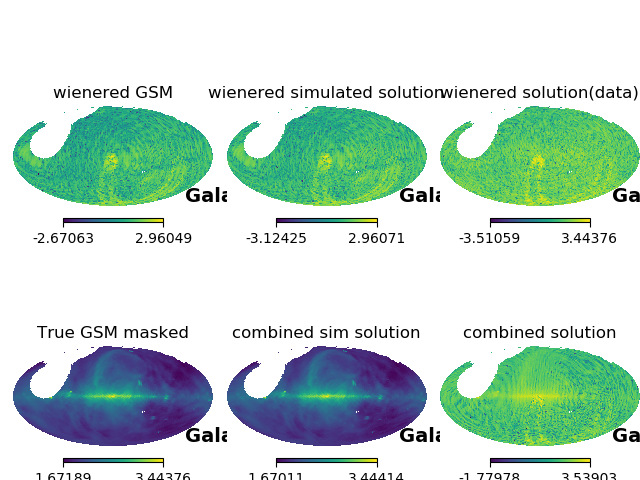 wienered GSM
wienered simulated solution
wienered solution(data)
Gala
Gala
Ga
-2.67063 2.96049
-3.12425 2.96071
-3.51059 3.44376
True GSM masked
combined sim solution
combined solution
Gala
Gala
Ga
1.67189 3.44376
1.67011 3.44414
-1.77978 3.53903